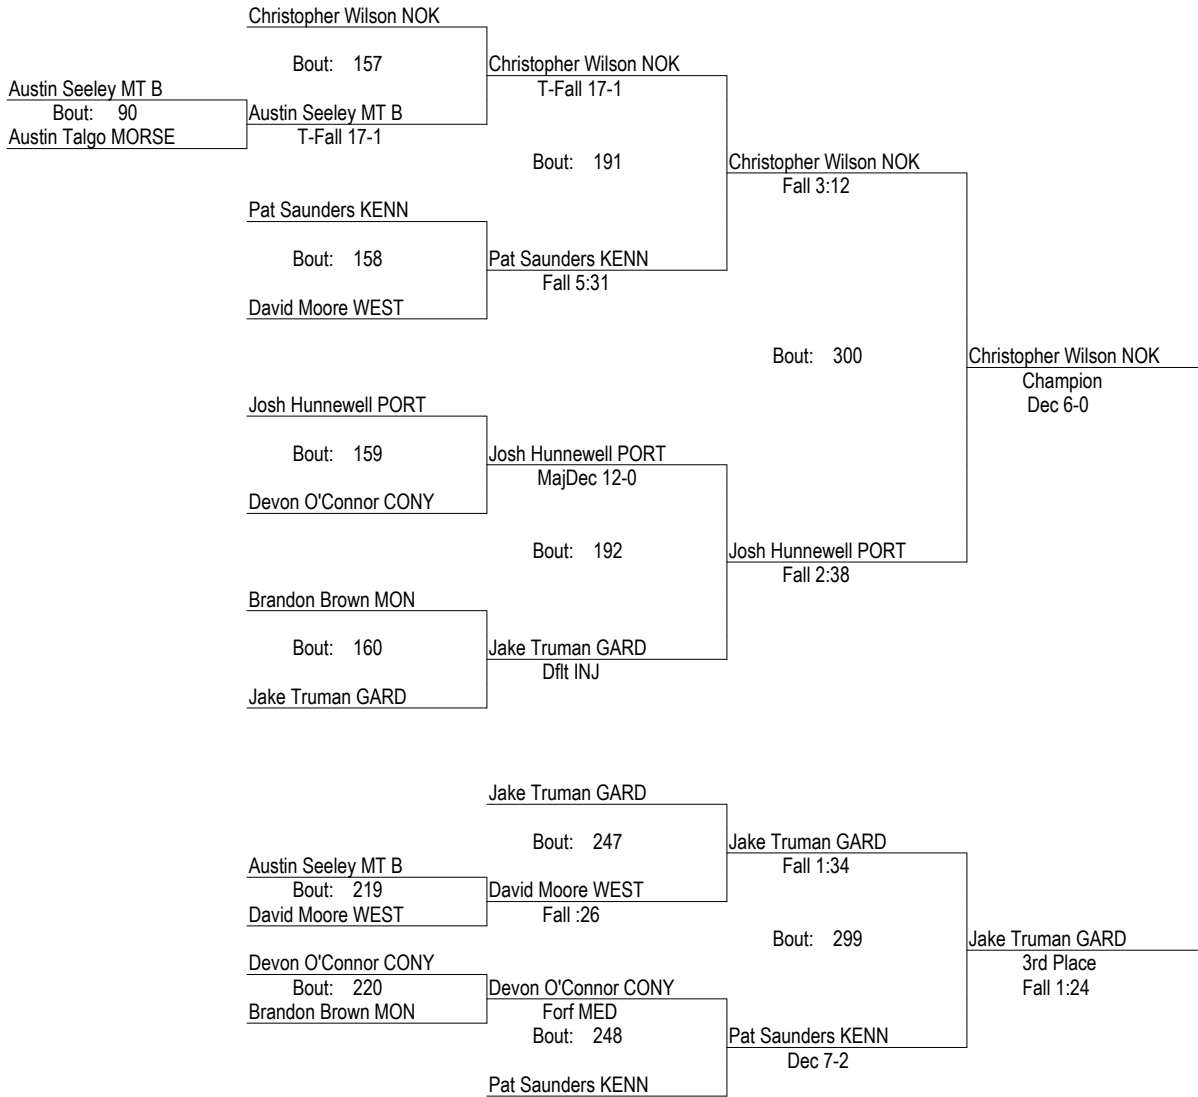 Christopher Wilson NOK
Bout: 157
Christopher Wilson NOK
T-Fall 17-1
Austin Seeley MT B
Bout: 90
Austin Talgo MORSE
Austin Seeley MT B
T-Fall 17-1
Bout: 191
Christopher Wilson NOK
Fall 3:12
Pat Saunders KENN
Bout: 158
Pat Saunders KENN
Fall 5:31
David Moore WEST
Bout: 300
Christopher Wilson NOK
Champion
Dec 6-0
Josh Hunnewell PORT
Bout: 159
Josh Hunnewell PORT
MajDec 12-0
Devon O'Connor CONY
Bout: 192
Josh Hunnewell PORT
Fall 2:38
Brandon Brown MON
Bout: 160
Jake Truman GARD
Dflt INJ
Jake Truman GARD
Jake Truman GARD
Bout: 247
Jake Truman GARD
Fall 1:34
Austin Seeley MT B
Bout: 219
David Moore WEST
David Moore WEST
Fall :26
Bout: 299
Jake Truman GARD
3rd Place
Fall 1:24
Devon O'Connor CONY
Bout: 220
Brandon Brown MON
Devon O'Connor CONY
Forf MED
Bout: 248
Pat Saunders KENN
Dec 7-2
Pat Saunders KENN